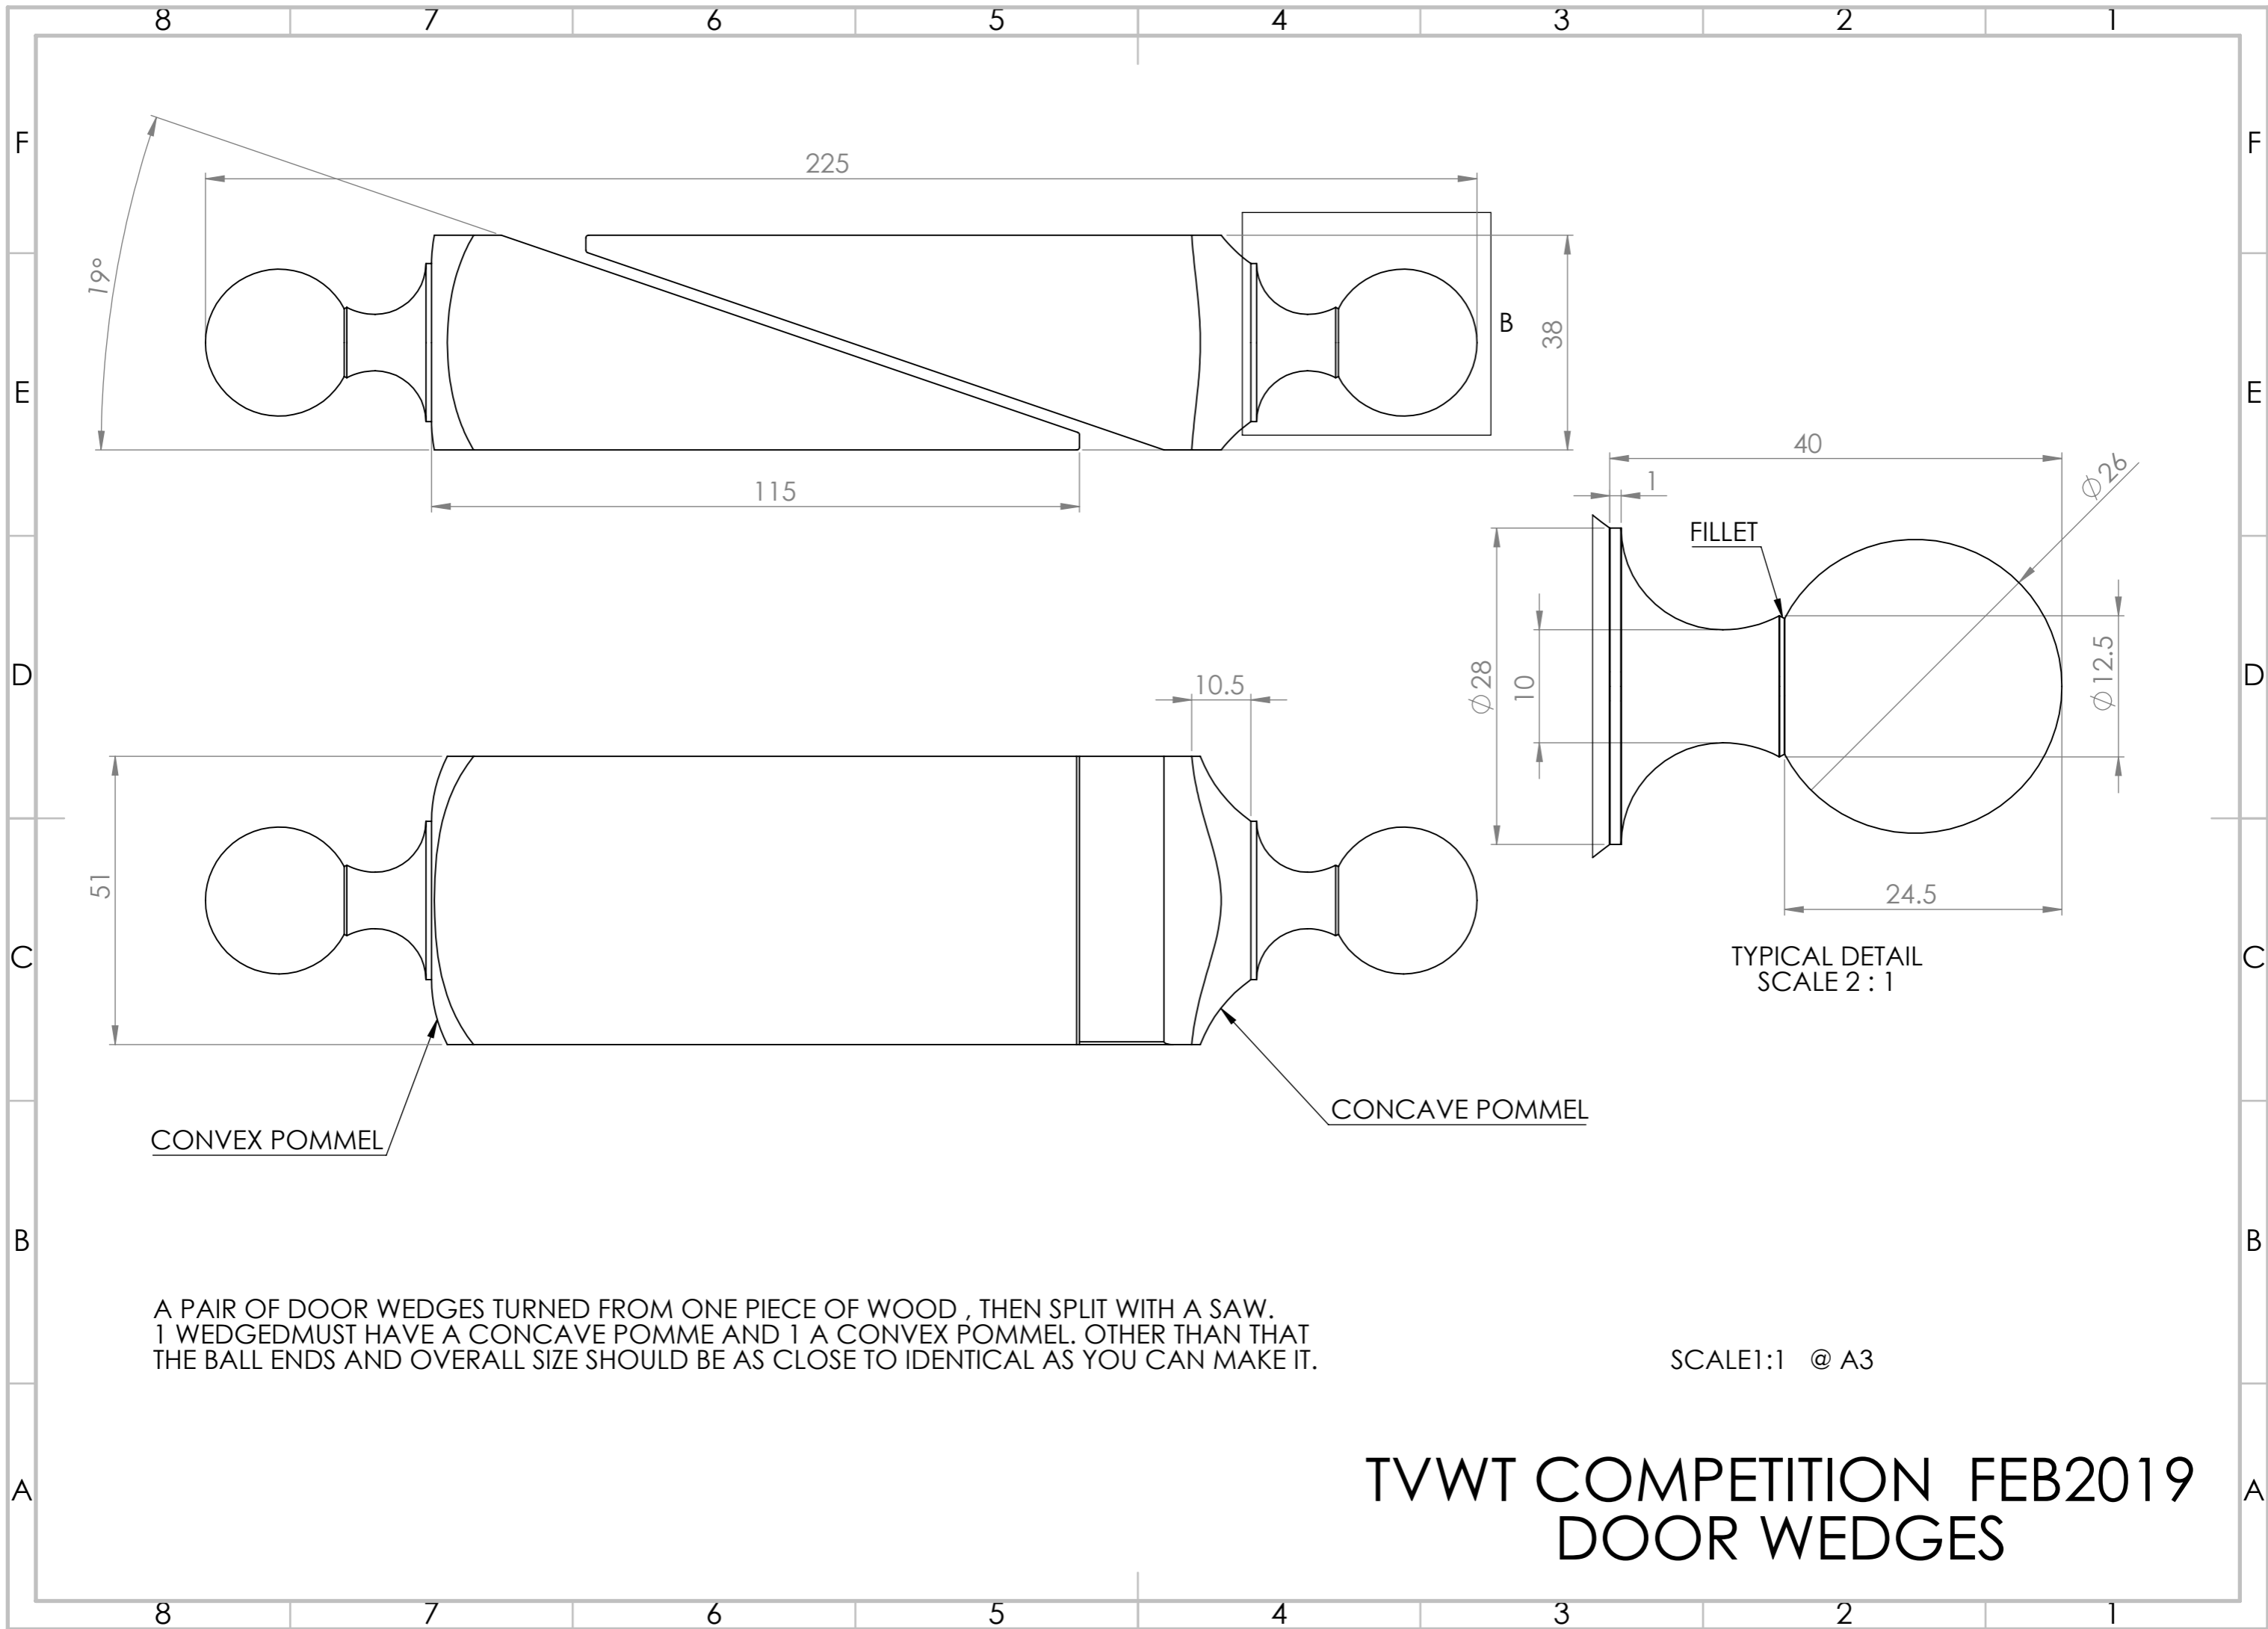 8 7 6 5 4 3 2 1
F F
225
19°
38
B
E E
115
40
1
⌀26
FILLET
⌀28
10
⌀12.5
D D
10.5
51
24.5
TYPICAL DETAIL
SCALE 2 : 1
C C
CONCAVE POMMEL
CONVEX POMMEL
B B
A PAIR OF DOOR WEDGES TURNED FROM ONE PIECE OF WOOD , THEN SPLIT WITH A SAW.
1 WEDGEDMUST HAVE A CONCAVE POMME AND 1 A CONVEX POMMEL. OTHER THAN THAT
THE BALL ENDS AND OVERALL SIZE SHOULD BE AS CLOSE TO IDENTICAL AS YOU CAN MAKE IT.
SCALE1:1 @ A3
TVWT COMPETITION FEB2019
DOOR WEDGES
A A
8 7 6 5 4 3 2 1